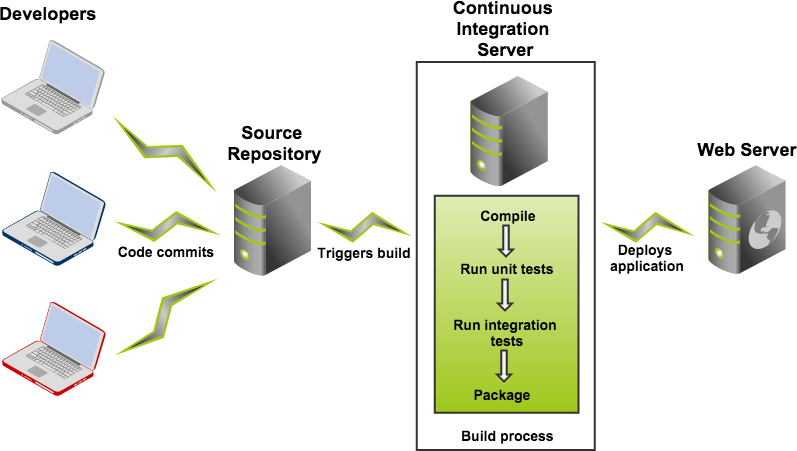 Developers
Code commits
Source
Repository
Triggers build
Continuous
Integration
Server
Compile
Run unit tests
Run integration
tests
Package
Build process
Deploys
application
Web Server